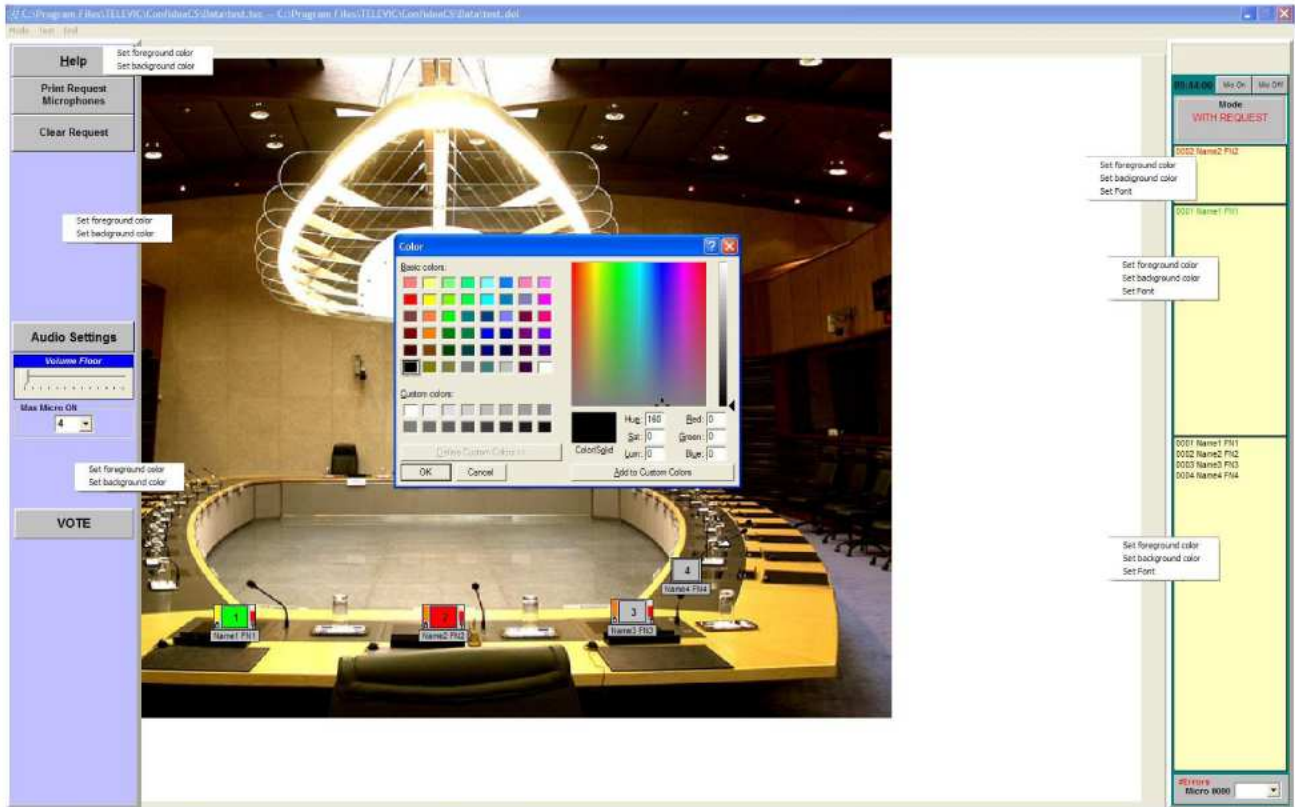 C:\Program Files\TELEVIC\ConfideaCS\Data\test.tvc -- C:\Program Files\TELEVIC\ConfideaCS\Data\test.del
Mode Test End
Help
Set foreground color
Set background color
Print Request
Microphones
Clear Request
Set foreground color
Set background color
Audio Settings
Volume Floor
Max Micro ON
4
Set foreground color
Set background color
VOTE
Color
Basic colors:
Custom colors:
Define Custom Colors >>
OK Cancel
Color|Solid
Hue: 160 Red: 0
Sat: 0 Green: 0
Lum: 0 Blue: 0
Add to Custom Colors
1
Name1 FN1
2
Name2 FN2
3
Name3 FN3
4
Name4 FN4
Mic On Mic Off
Mode
WITH REQUEST
0002 Name2 FN2
Set foreground color
Set background color
Set Font
0001 Name1 FN1
Set foreground color
Set background color
Set Font
0001 Name1 FN1
0002 Name2 FN2
0003 Name3 FN3
0004 Name4 FN4
Set foreground color
Set background color
Set Font
#Errors
Micro 0000